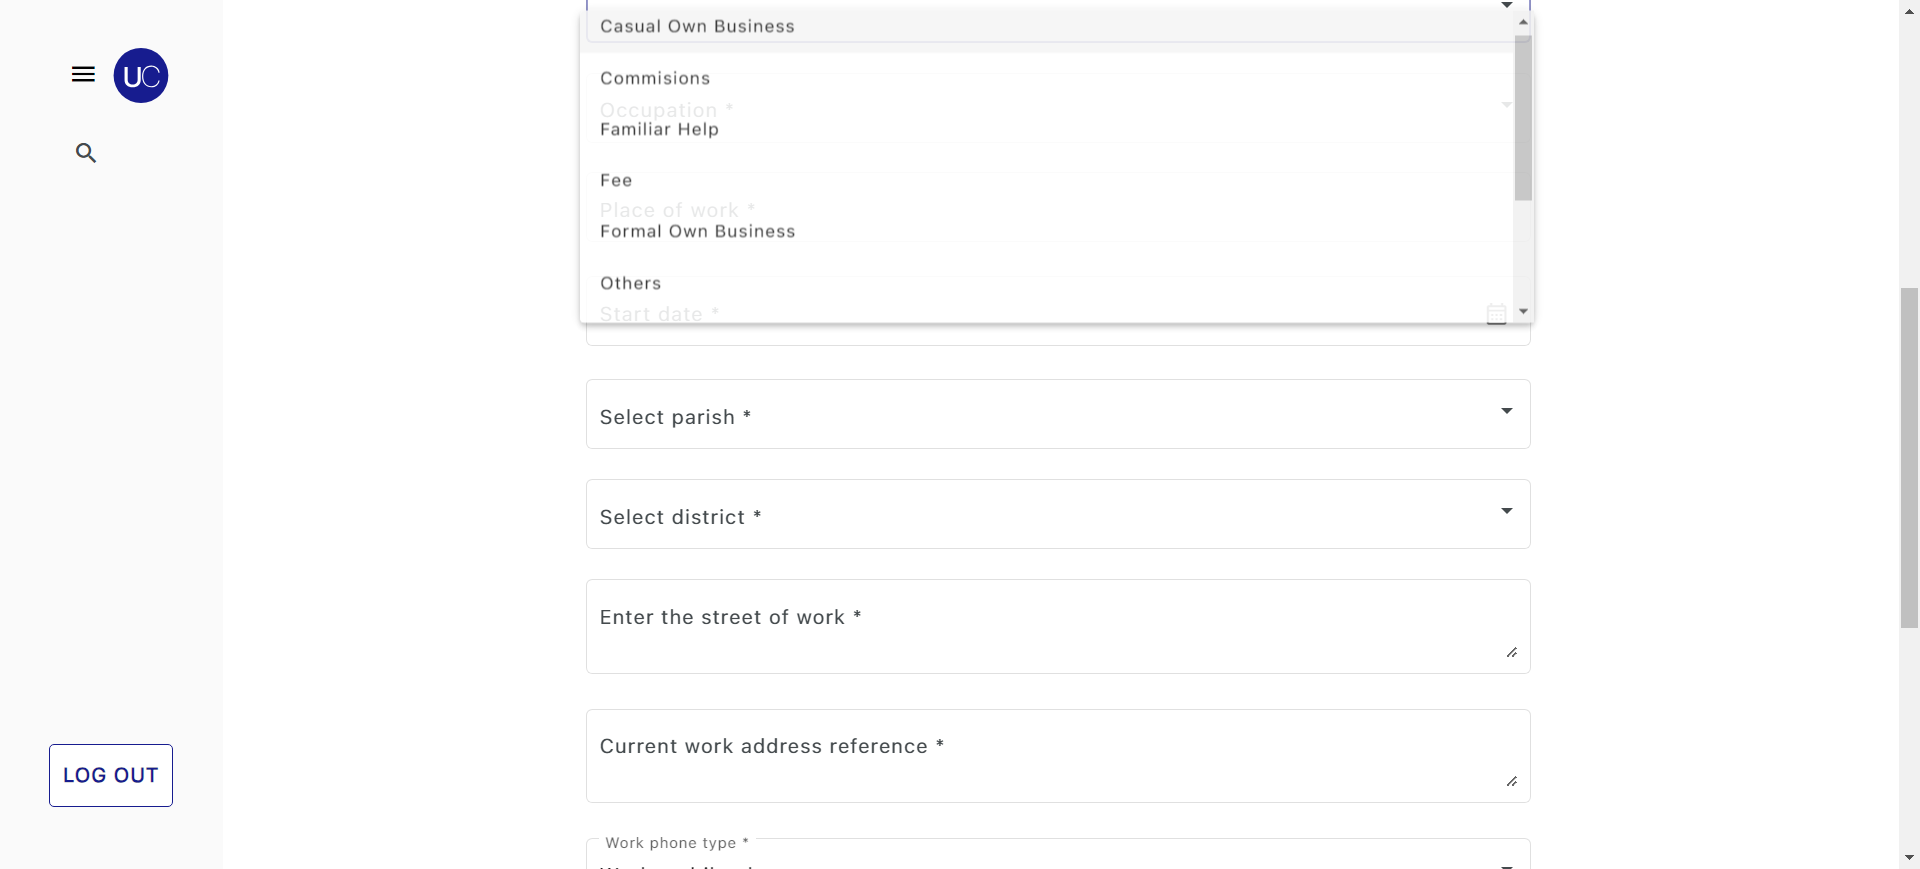 UC
Casual Own Business
Commisions
Occupation *
Familiar Help
Fee
Place of work *
Formal Own Business
Others
Start date *
Select parish *
Select district *
Enter the street of work *
Current work address reference *
LOG OUT
Work phone type *